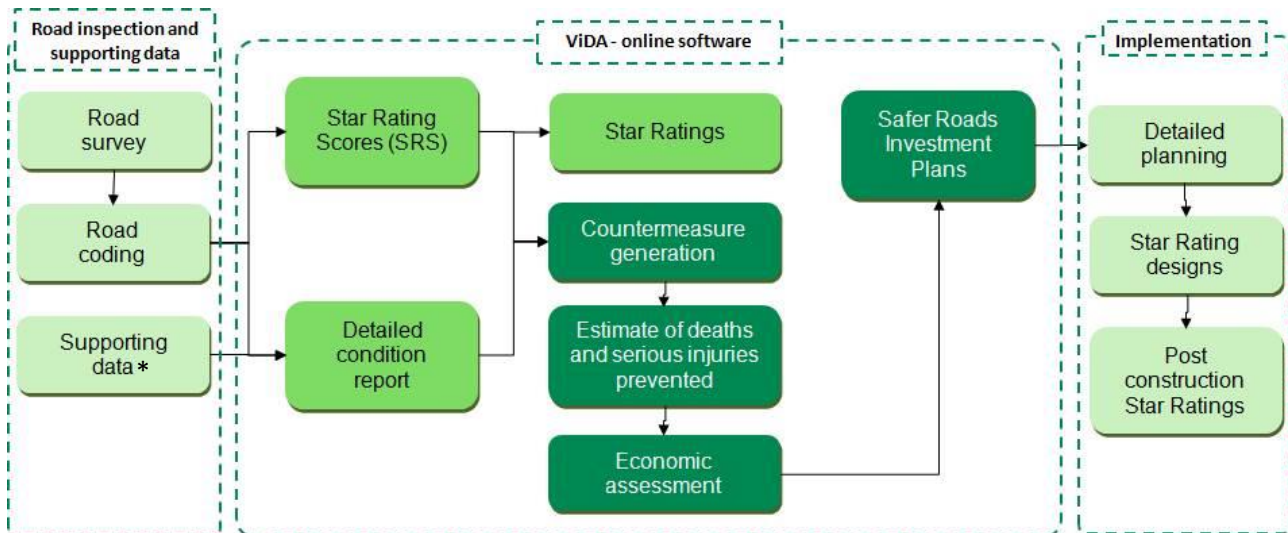 Road inspection and
supporting data
Road
survey
Road
coding
Supporting
data*
ViDA - online software
Star Rating
Scores (SRS)
Detailed
condition
report
Star Ratings
Countermeasure
generation
Estimate of deaths
and serious injuries
prevented
Economic
assessment
Safer Roads
Investment
Plans
Implementation
Detailed
planning
Star Rating
designs
Post
construction
Star Ratings